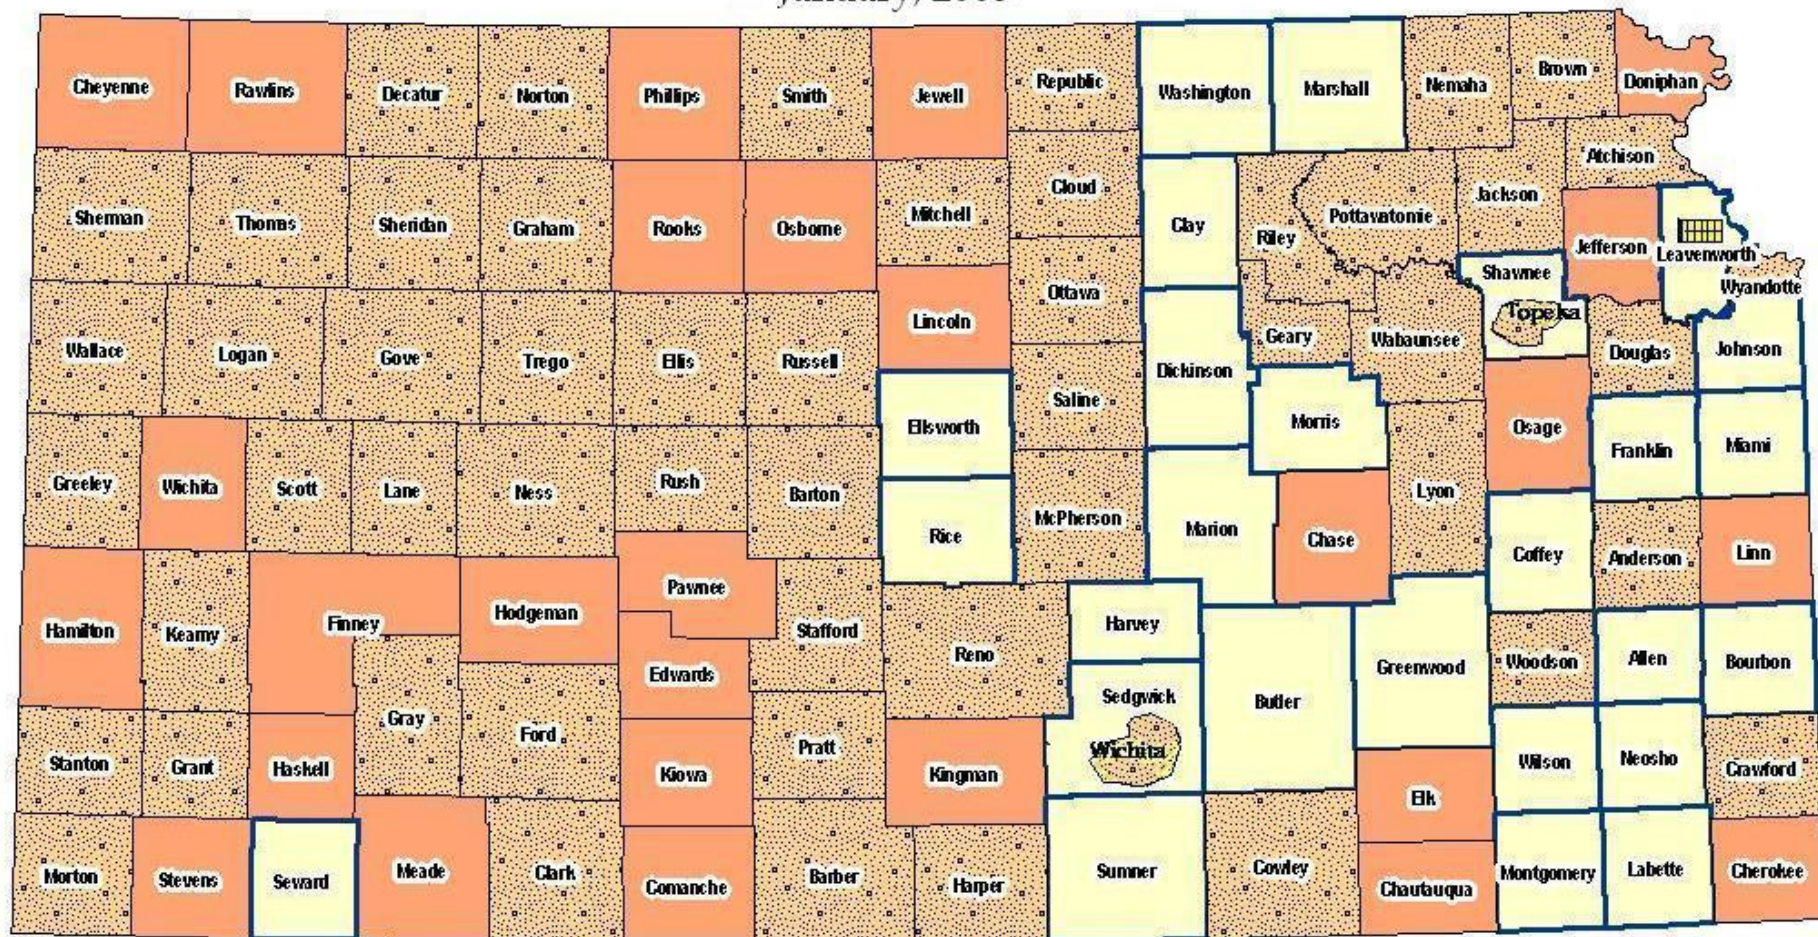 Cheyenne
Rawlins
Decatur
Norton
Phillips
Smith
Jewell
Republic
Washington
Marshall
Nemaha
Brown
Doniphan
Sherman
Thomas
Sheridan
Graham
Rooks
Osborne
Mitchell
Cloud
Clay
Riley
Pottawatomie
Jackson
Atchison
Jefferson
Leavenworth
Wyandotte
Shawnee
Topeka
Lincoln
Ottawa
Wallace
Logan
Gove
Trego
Ellis
Russell
Ellsworth
Saline
Dickinson
Geary
Wabaunsee
Douglas
Johnson
Morris
Osage
Franklin
Miami
Greeley
Wichita
Scott
Lane
Ness
Rush
Barton
Rice
McPherson
Marion
Chase
Lyon
Coffey
Anderson
Linn
Hamilton
Kearny
Finney
Hodgeman
Pawnee
Stafford
Edwards
Reno
Harvey
Greenwood
Woodson
Allen
Bourbon
Sedgwick
Wichita
Butler
Stanton
Grant
Haskell
Gray
Ford
Kiowa
Pratt
Kingman
Elk
Wilson
Neosho
Crawford
Morton
Stevens
Seward
Meade
Clark
Comanche
Barber
Harper
Sumner
Cowley
Chautauqua
Montgomery
Labette
Cherokee